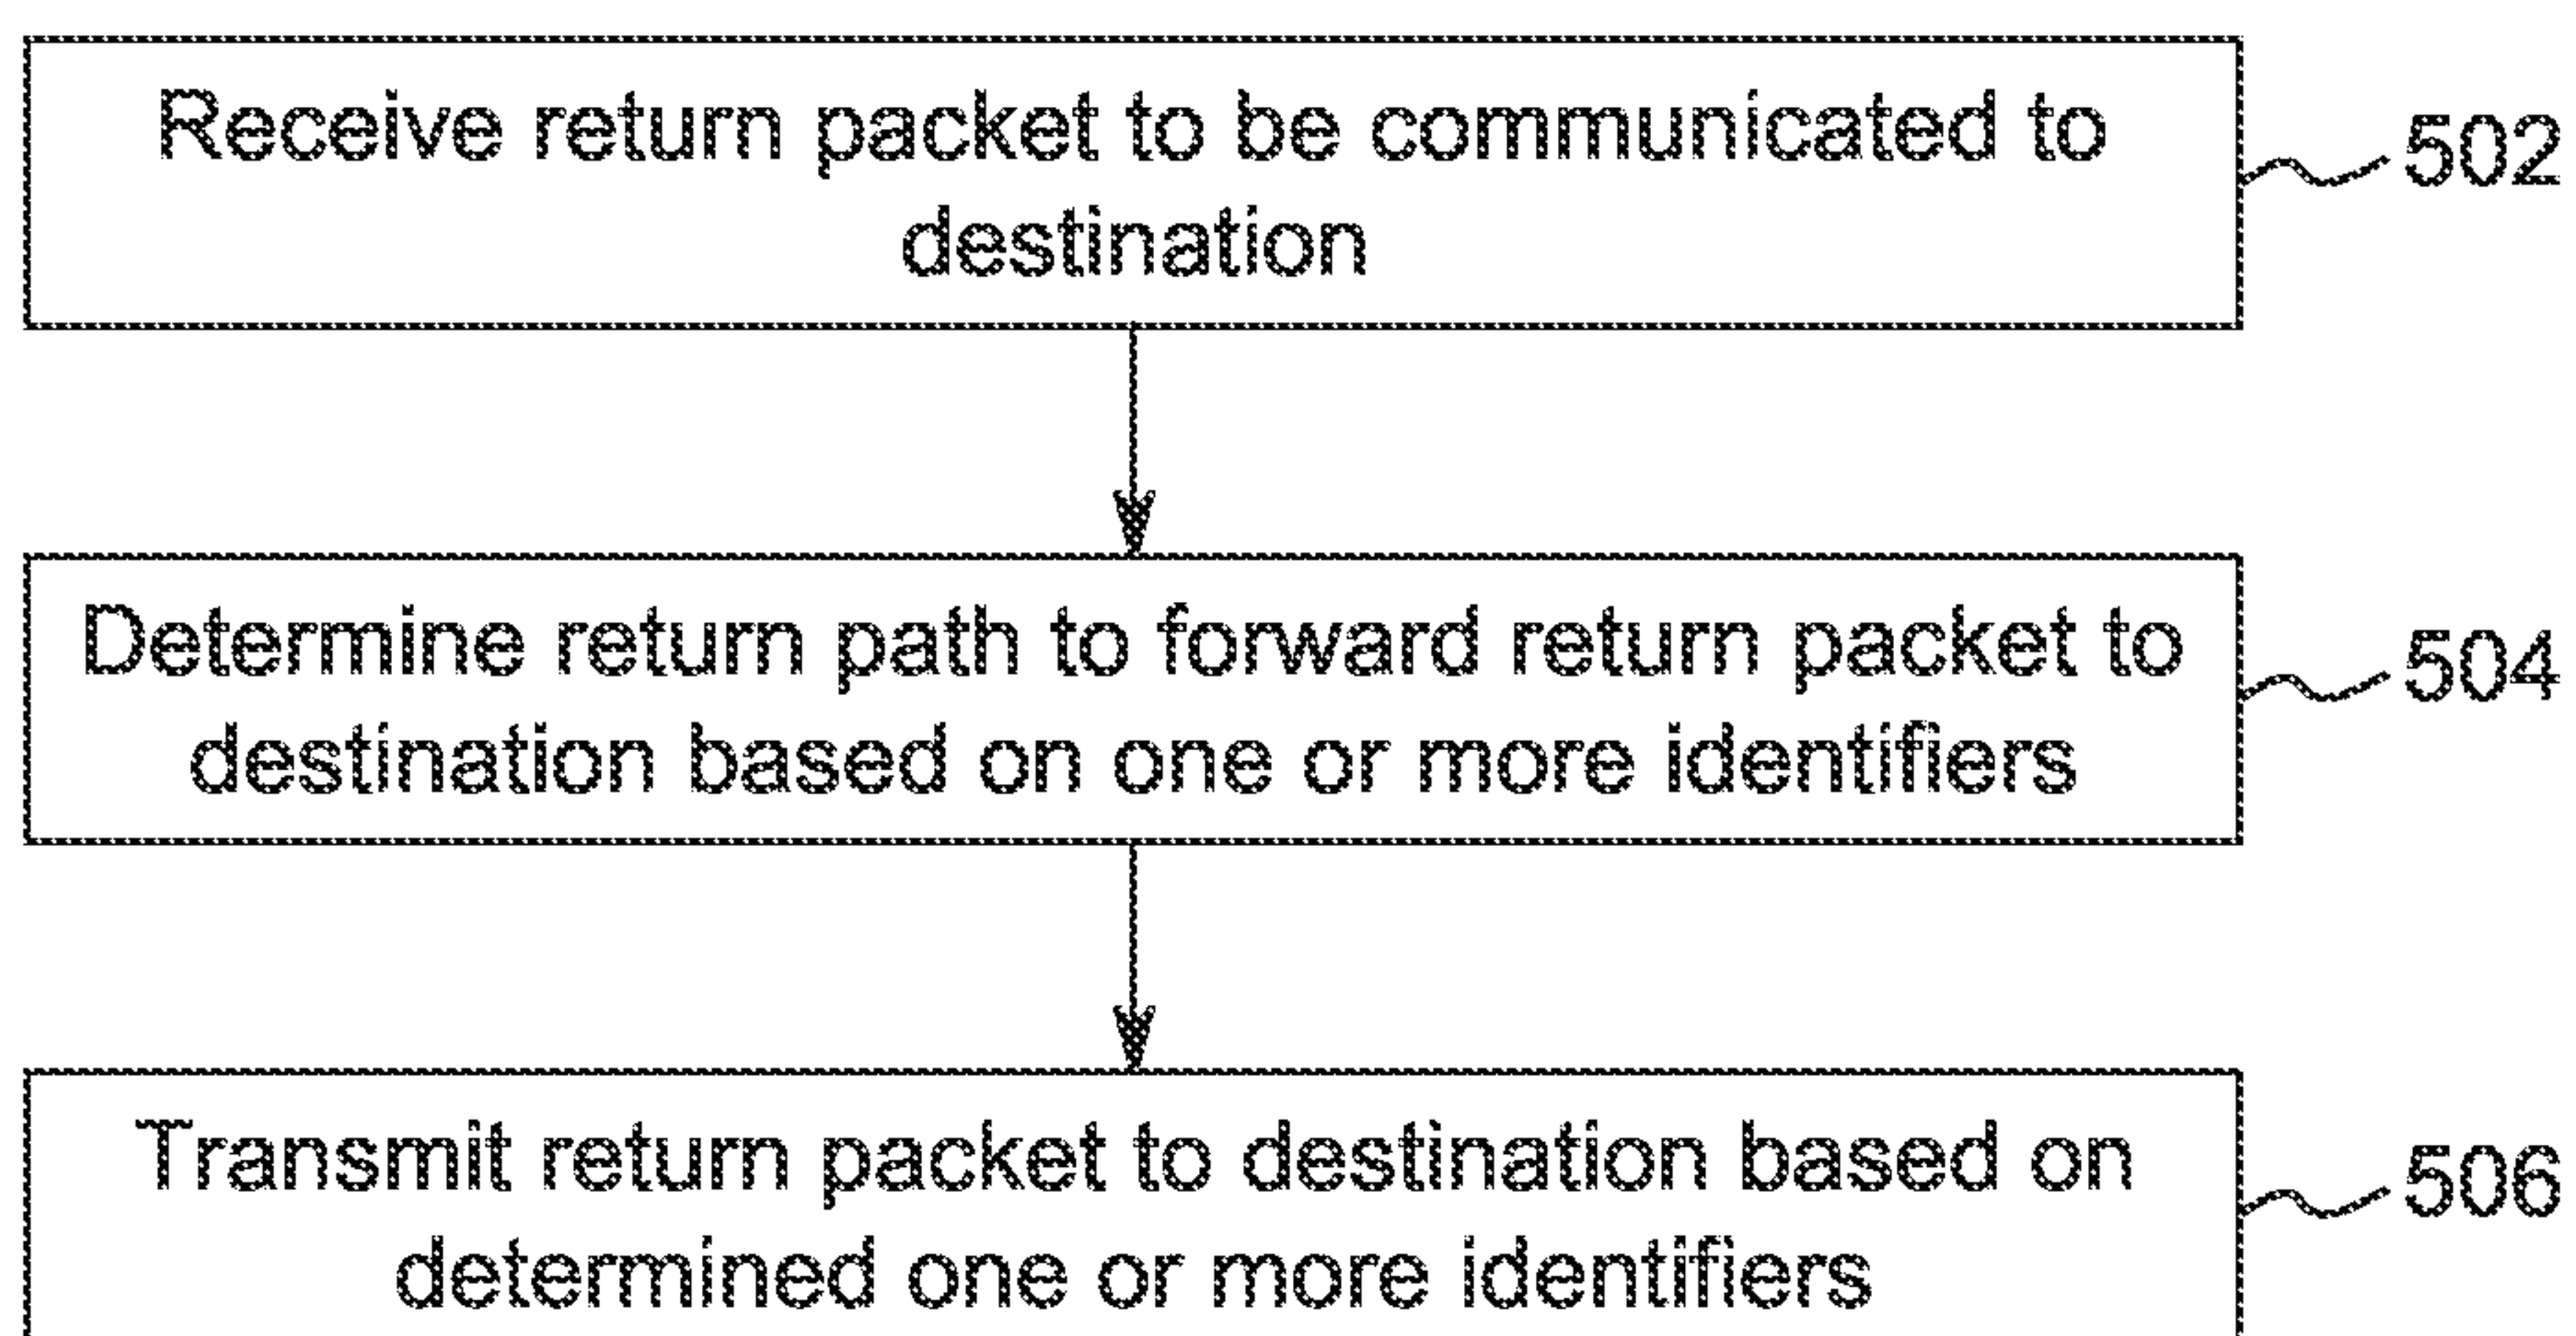 Receive return packet to be communicated to
destination
502
Determine return path to forward return packet to
destination based on one or more identifiers
504
Transmit return packet to destination based on
determined one or more identifiers
506